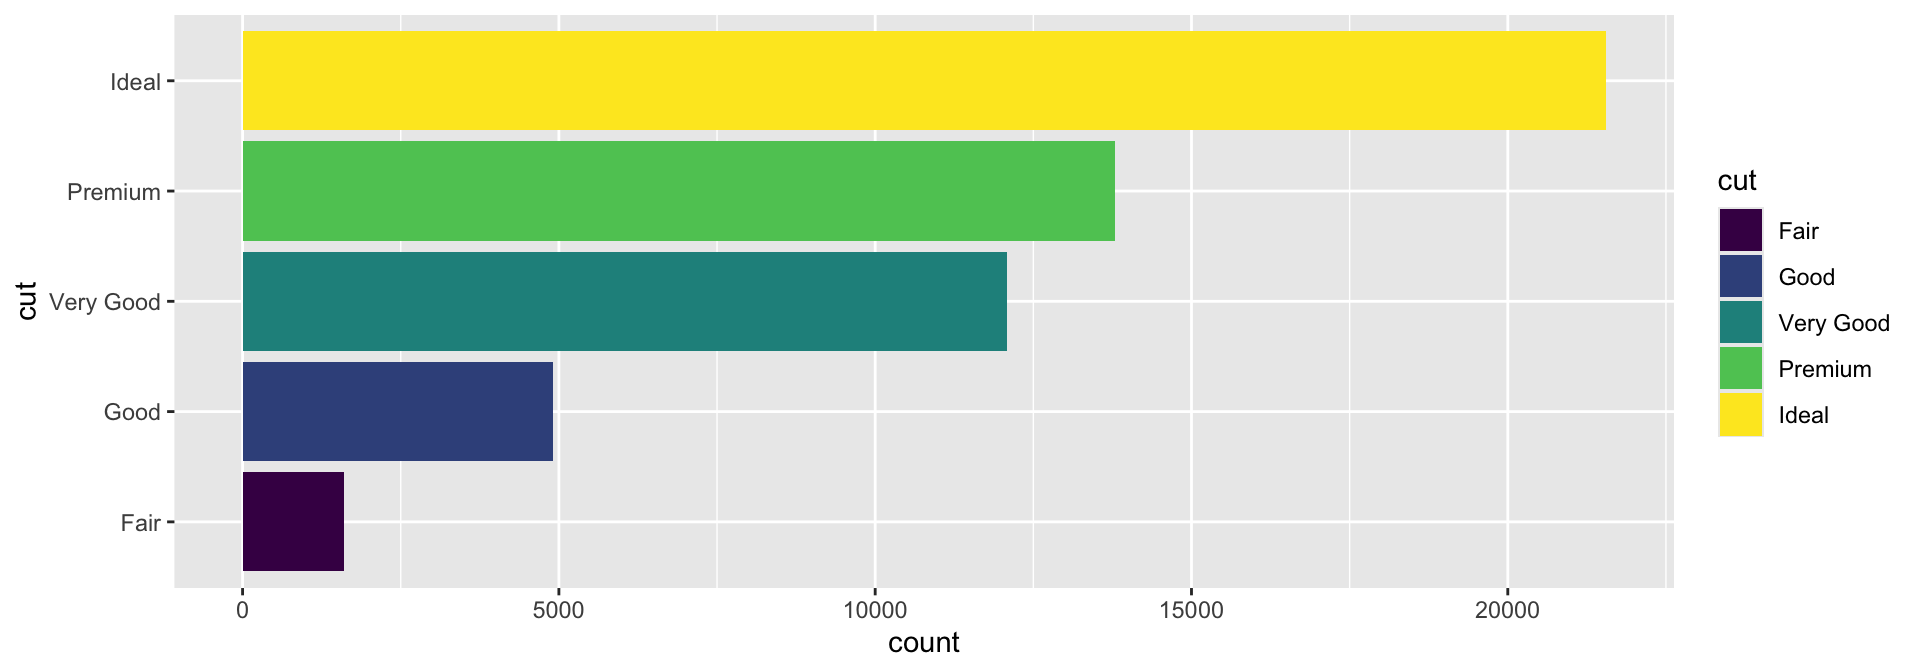 Ideal
Premium
Very Good
Good
Fair
cut
0 5000 10000 15000 20000
count
cut
Fair
Good
Very Good
Premium
Ideal